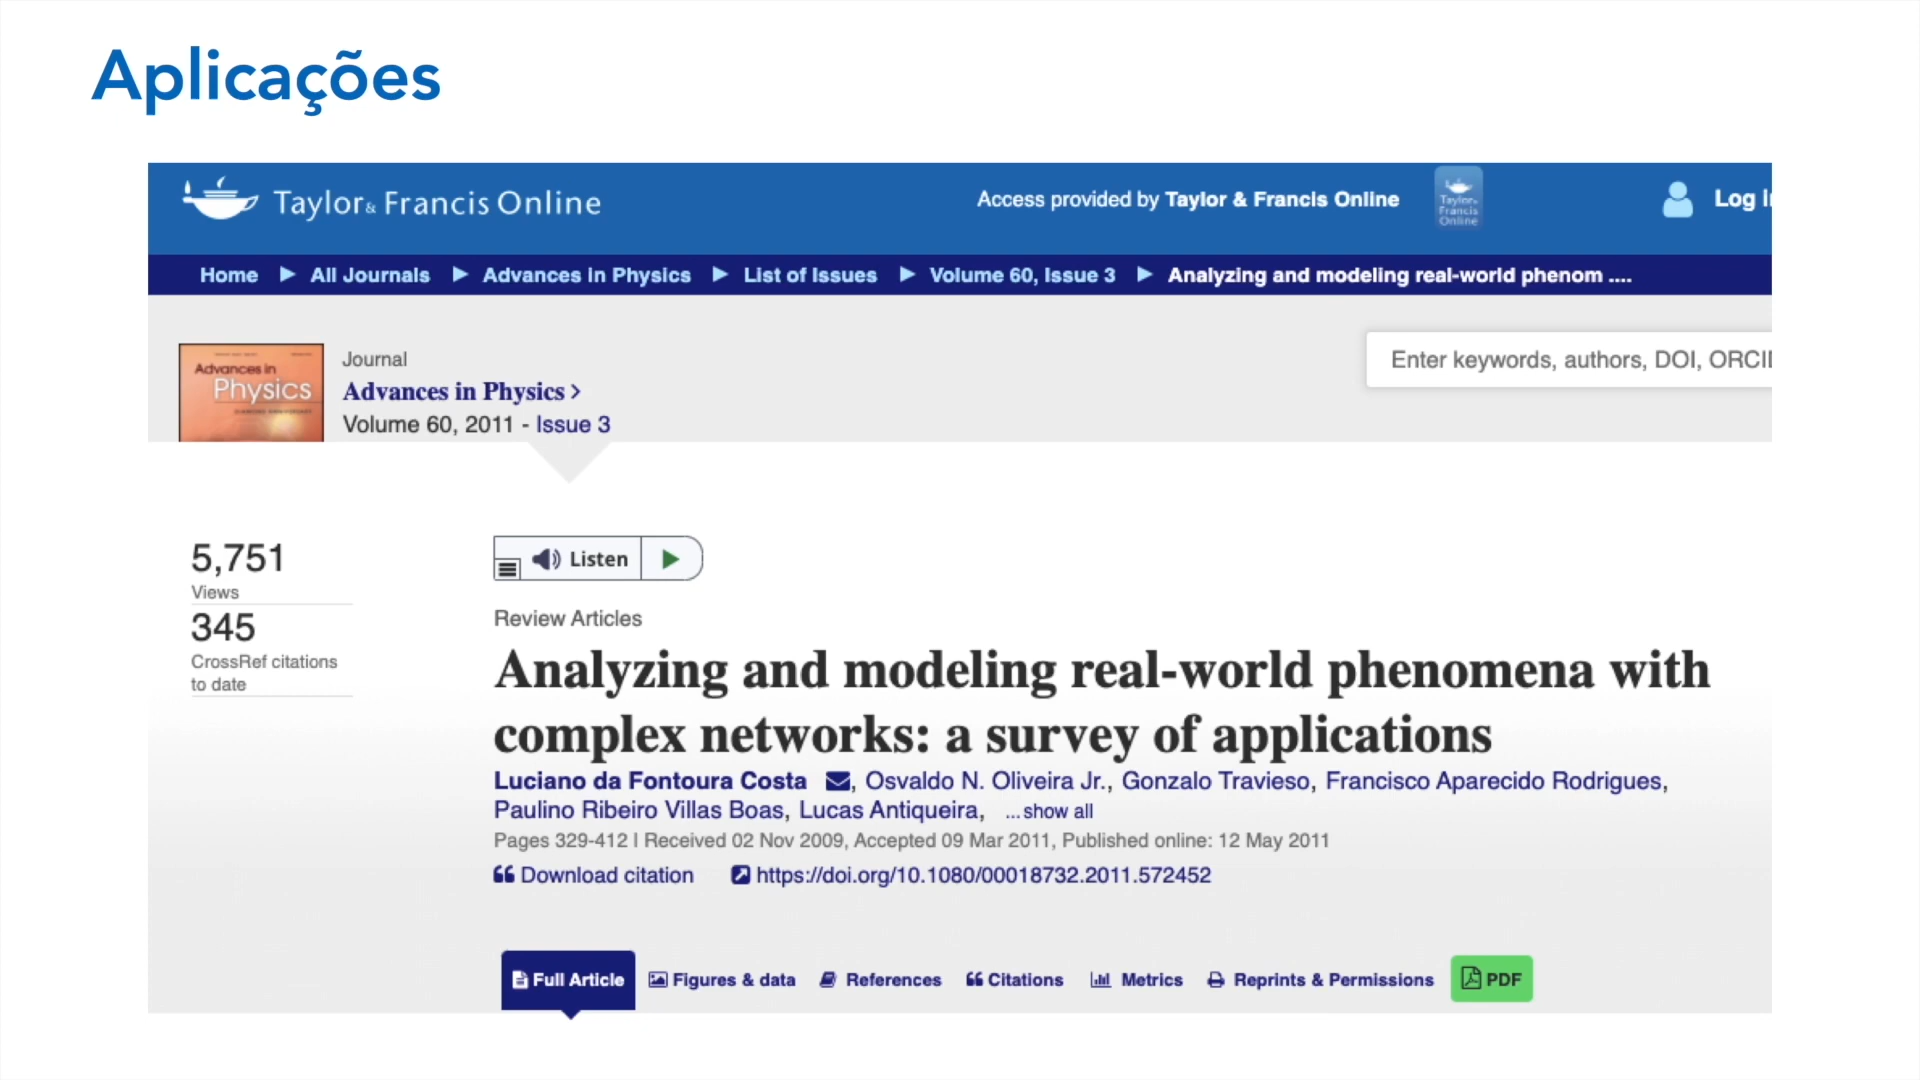 Aplicações
Taylor & Francis Online
Access provided by Taylor & Francis Online
Taylor & Francis Online
Log In
Home ▶ All Journals ▶ Advances in Physics ▶ List of Issues ▶ Volume 60, Issue 3 ▶ Analyzing and modeling real-world phenom ....
Advances in Physics
Journal
Advances in Physics >
Volume 60, 2011 - Issue 3
Enter keywords, authors, DOI, ORCI
5,751
Views
345
CrossRef citations
to date
Listen
Review Articles
Analyzing and modeling real-world phenomena with
complex networks: a survey of applications
Luciano da Fontoura Costa , Osvaldo N. Oliveira Jr., Gonzalo Travieso, Francisco Aparecido Rodrigues,
Paulino Ribeiro Villas Boas, Lucas Antiqueira, ...show all
Pages 329-412 | Received 02 Nov 2009, Accepted 09 Mar 2011, Published online: 12 May 2011
Download citation https://doi.org/10.1080/00018732.2011.572452
Full Article Figures & data References Citations Metrics Reprints & Permissions PDF